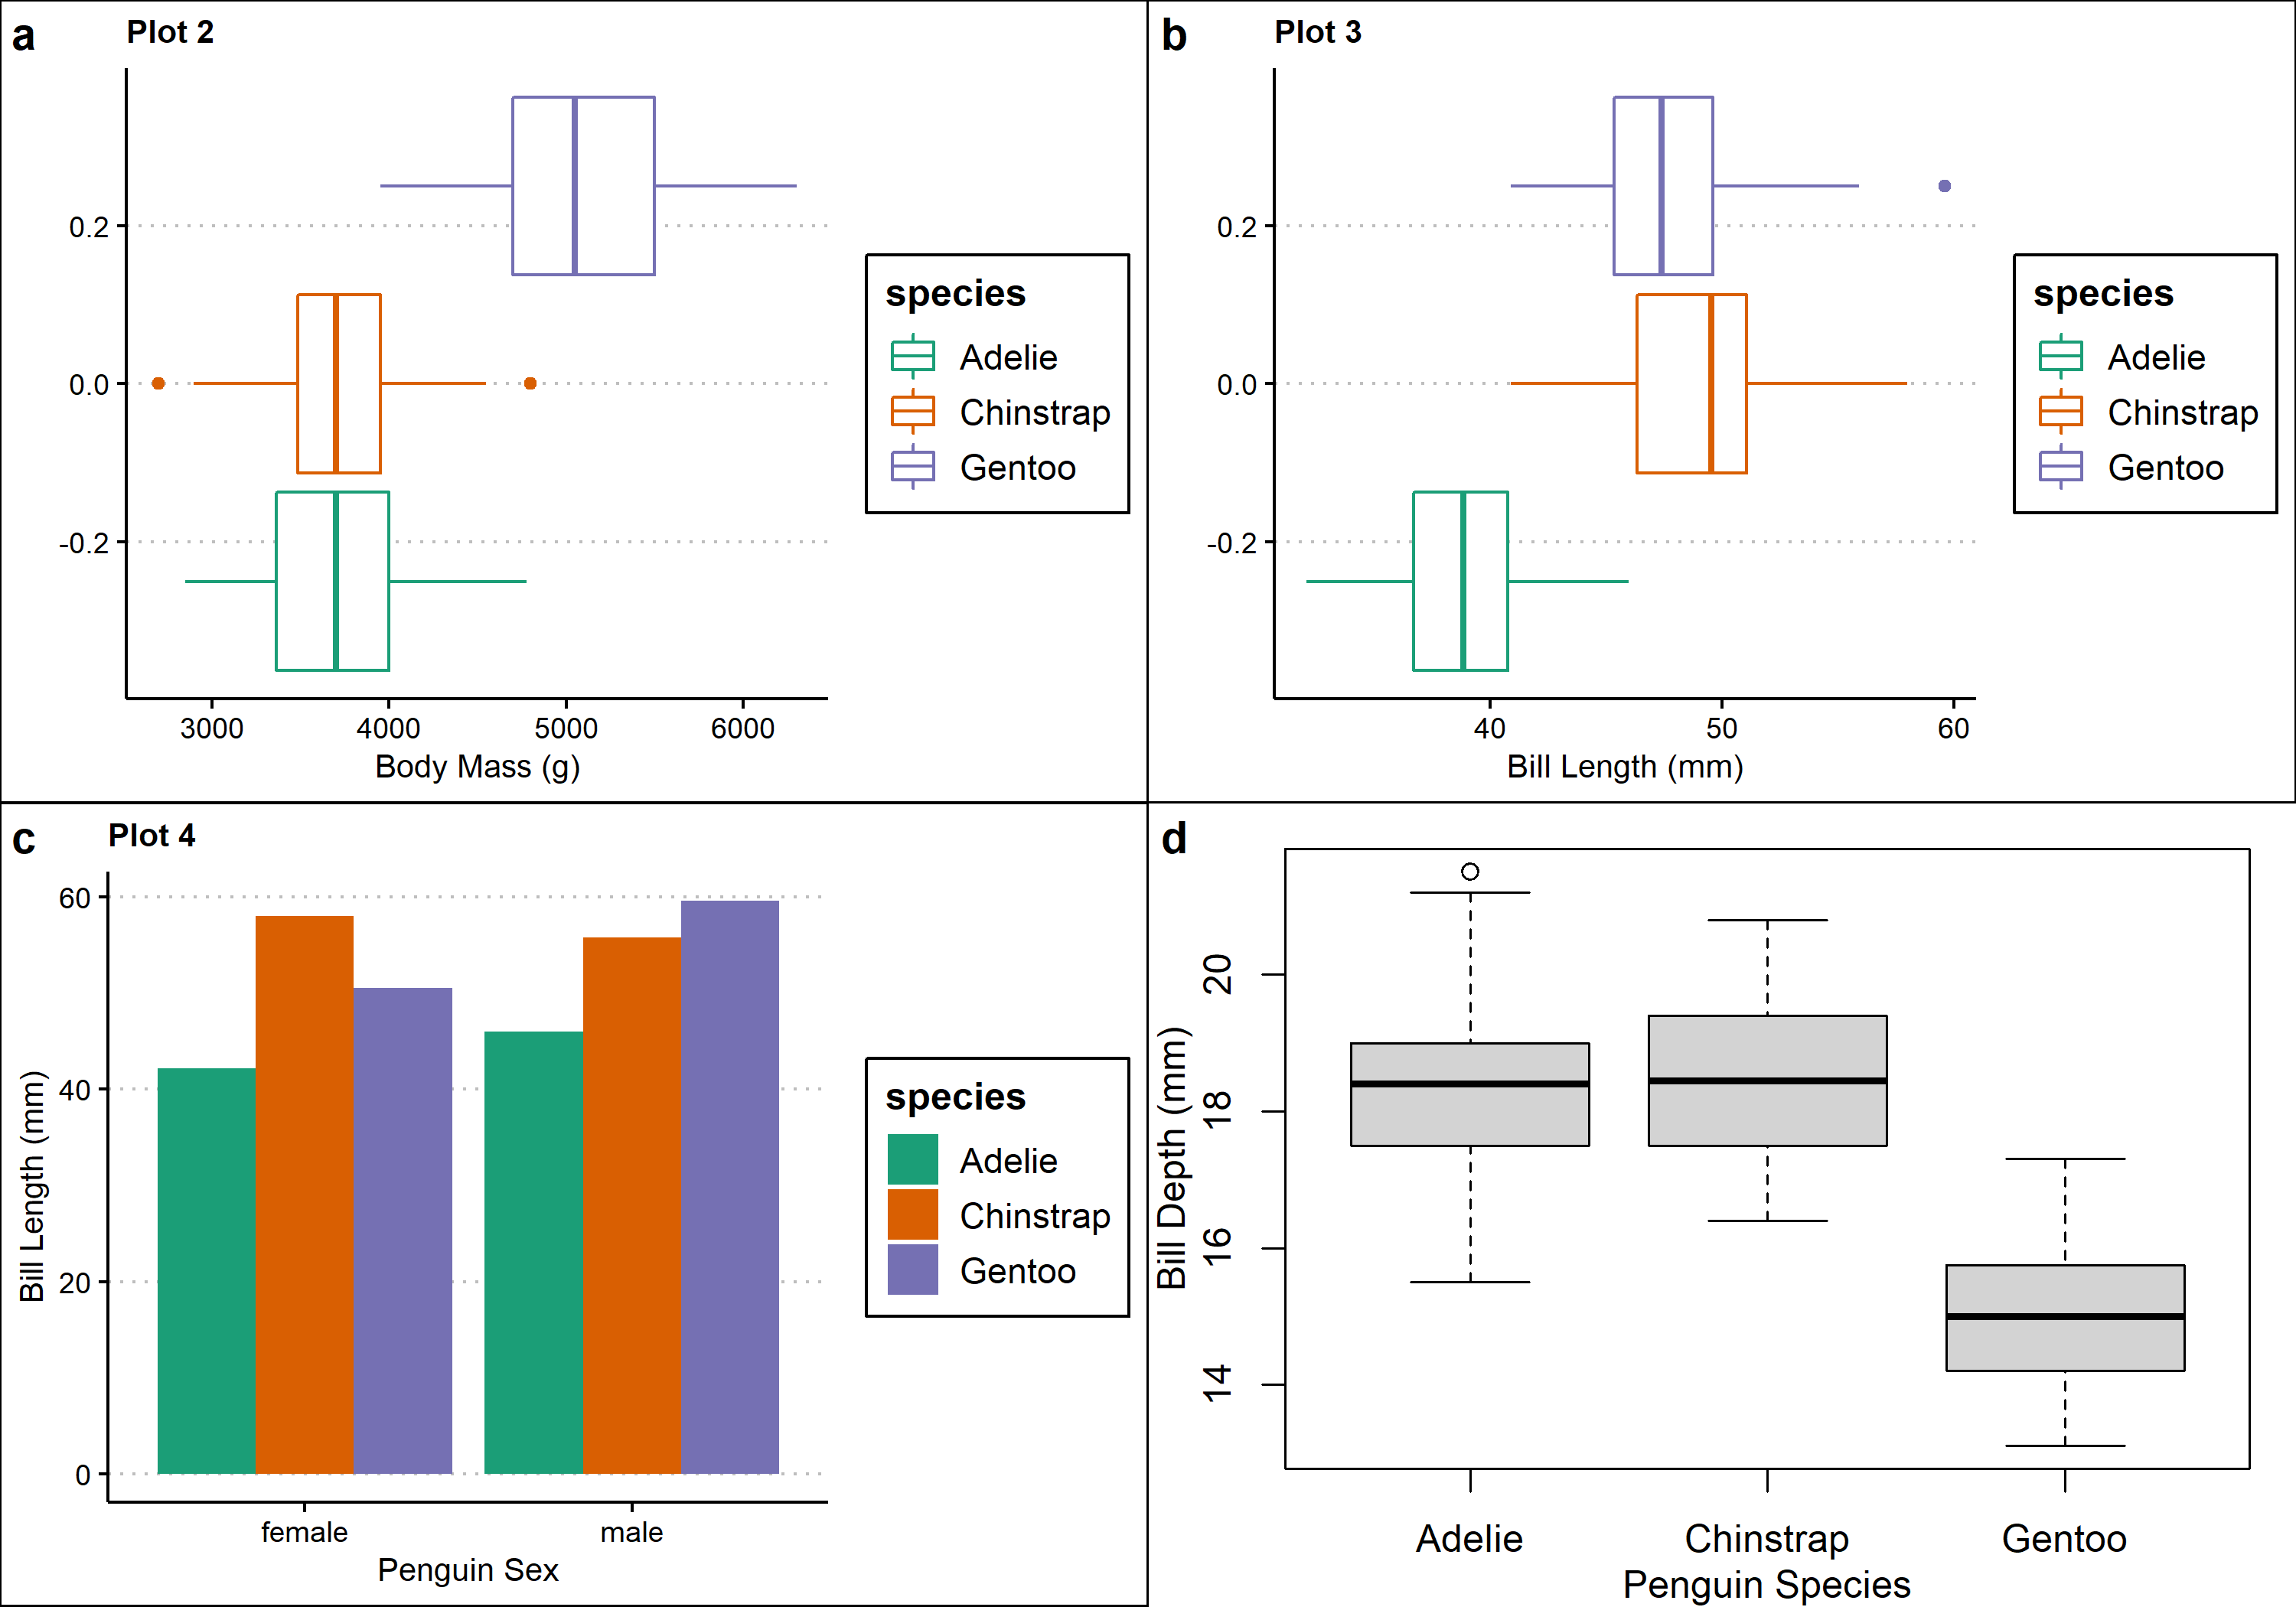 a
Plot 2
0.2
0.0
-0.2
3000 4000 5000 6000
Body Mass (g)
species
Adelie
Chinstrap
Gentoo
b
Plot 3
0.2
0.0
-0.2
40 50 60
Bill Length (mm)
species
Adelie
Chinstrap
Gentoo
c
Plot 4
60
40
20
0
Bill Length (mm)
female male
Penguin Sex
species
Adelie
Chinstrap
Gentoo
d
20
18
16
14
Bill Depth (mm)
Adelie Chinstrap Gentoo
Penguin Species